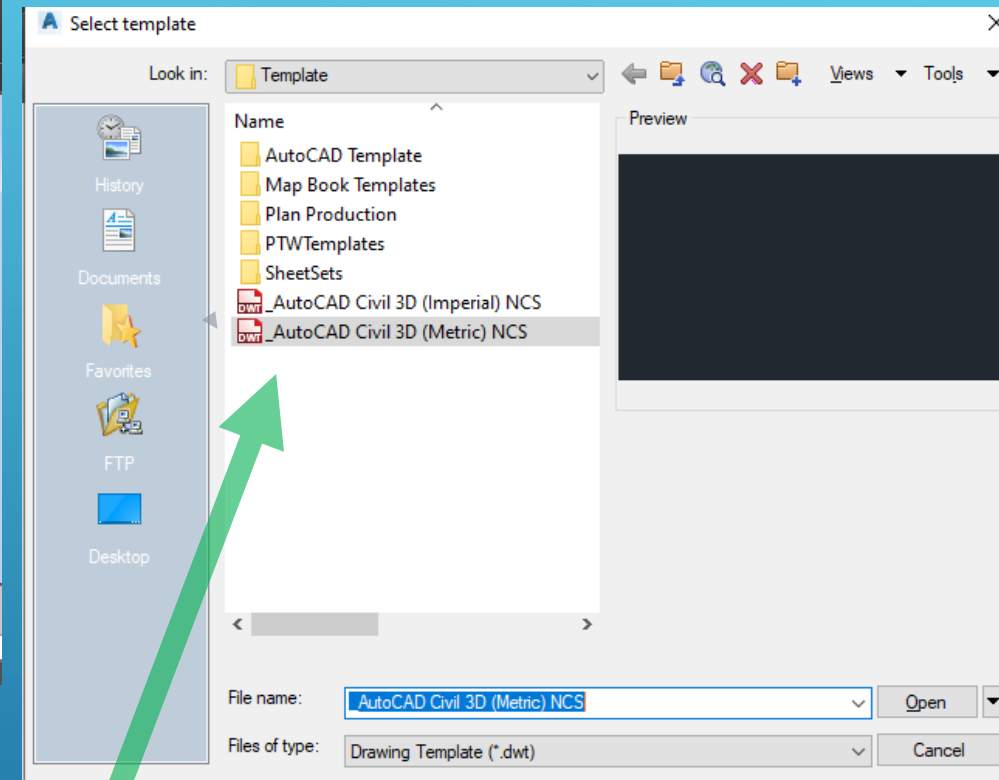 Select template
Look in: Template Views Tools
History
Documents
Favorites
FTP
Desktop
Name
AutoCAD Template
Map Book Templates
Plan Production
PTWTemplates
SheetSets
DWT _AutoCAD Civil 3D (Imperial) NCS
DWT _AutoCAD Civil 3D (Metric) NCS
Preview
File name: _AutoCAD Civil 3D (Metric) NCS Open
Files of type: Drawing Template (*.dwt) Cancel